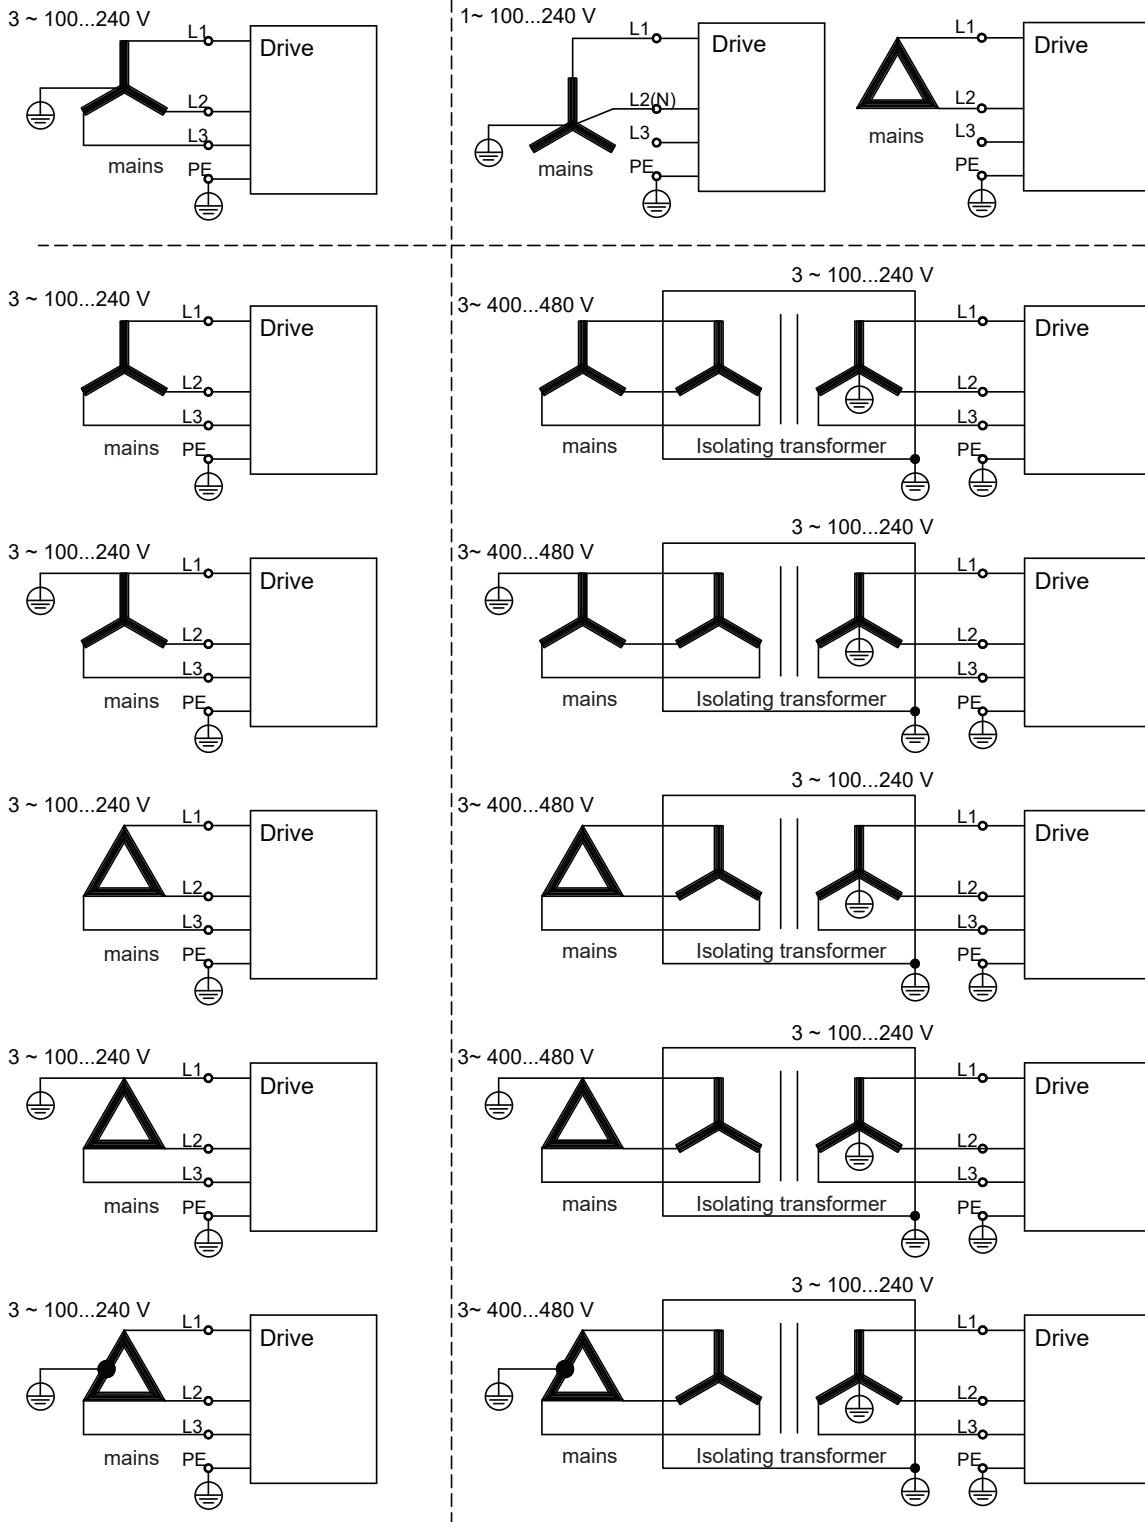 3 ~ 100...240 V
L1
Drive
L2
L3
mains
PE
1~ 100...240 V
L1
Drive
L2(N)
L3
mains
PE
L1
Drive
L2
mains
L3
PE
3 ~ 100...240 V
L1
Drive
L2
L3
mains
PE
3 ~ 100...240 V
3~ 400...480 V
L1
Drive
L2
L3
mains
Isolating transformer
PE
3 ~ 100...240 V
L1
Drive
L2
L3
mains
PE
3 ~ 100...240 V
3~ 400...480 V
L1
Drive
L2
L3
mains
Isolating transformer
PE
3 ~ 100...240 V
L1
Drive
L2
L3
mains
PE
3 ~ 100...240 V
3~ 400...480 V
L1
Drive
L2
L3
mains
Isolating transformer
PE
3 ~ 100...240 V
L1
Drive
L2
L3
mains
PE
3 ~ 100...240 V
3~ 400...480 V
L1
Drive
L2
L3
mains
Isolating transformer
PE
3 ~ 100...240 V
L1
Drive
L2
L3
mains
PE
3 ~ 100...240 V
3~ 400...480 V
L1
Drive
L2
L3
mains
Isolating transformer
PE